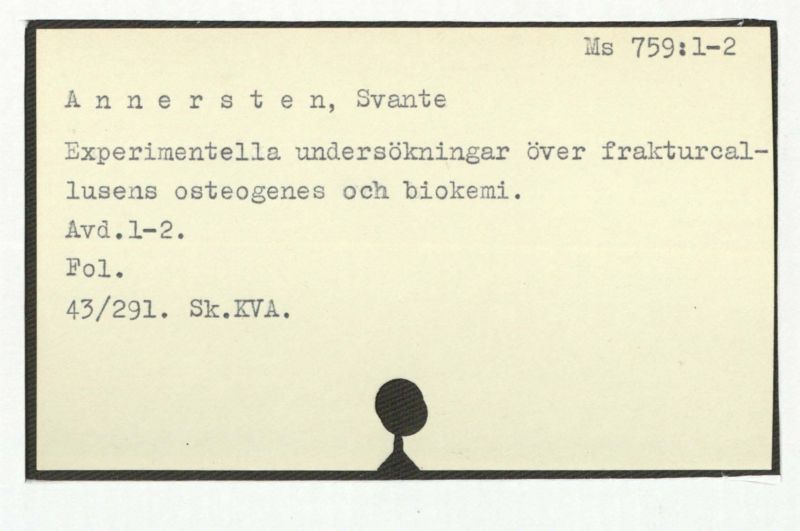 Ms 759:1-2
A n n e r s t e n, Svante
Experimentella undersökningar över frakturcal-
lusens osteogenes och biokemi.
Avd.1-2.
Fol.
43/291. Sk.KVA.